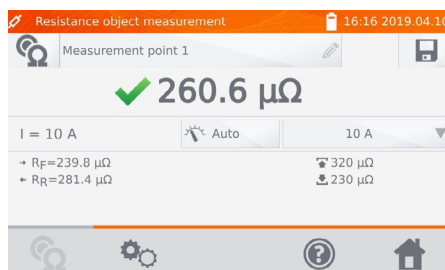 Resistance object measurement 16:16 2019.04.10
Measurement point 1
260.6 µΩ
I = 10 A Auto 10 A
RF=239.8 µΩ 320 µΩ
RR=281.4 µΩ 230 µΩ